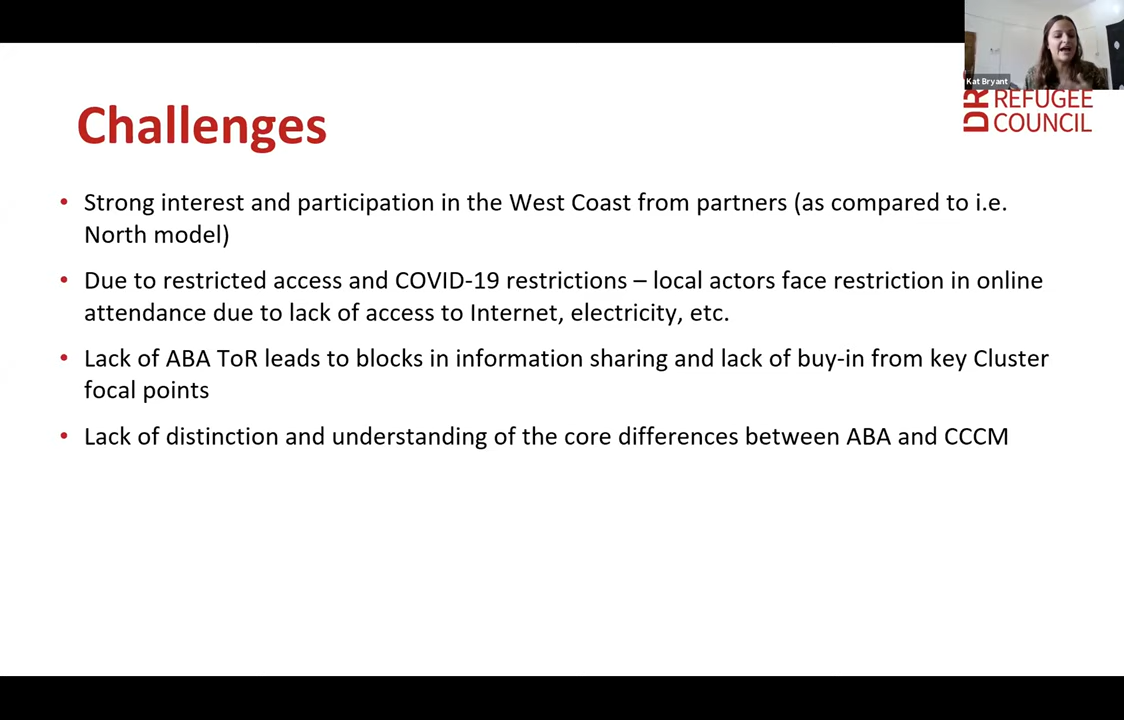 Kat Bryant
DR
REFUGEE
COUNCIL
Challenges
• Strong interest and participation in the West Coast from partners (as compared to i.e.
North model)
• Due to restricted access and COVID-19 restrictions – local actors face restriction in online
attendance due to lack of access to Internet, electricity, etc.
• Lack of ABA ToR leads to blocks in information sharing and lack of buy-in from key Cluster
focal points
• Lack of distinction and understanding of the core differences between ABA and CCCM